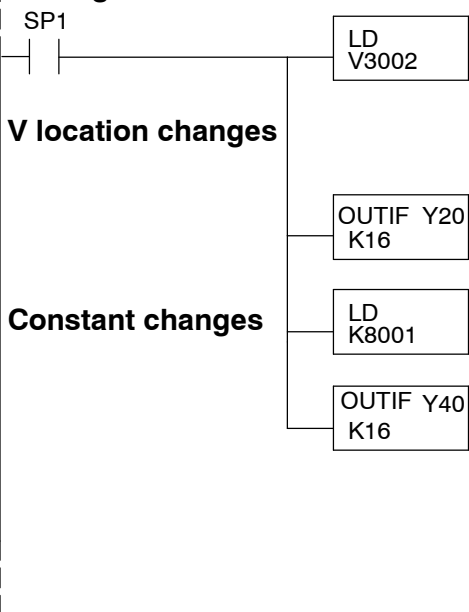 SP1
LD
V3002
V location changes
OUTIF Y20
K16
Constant changes
LD
K8001
OUTIF Y40
K16